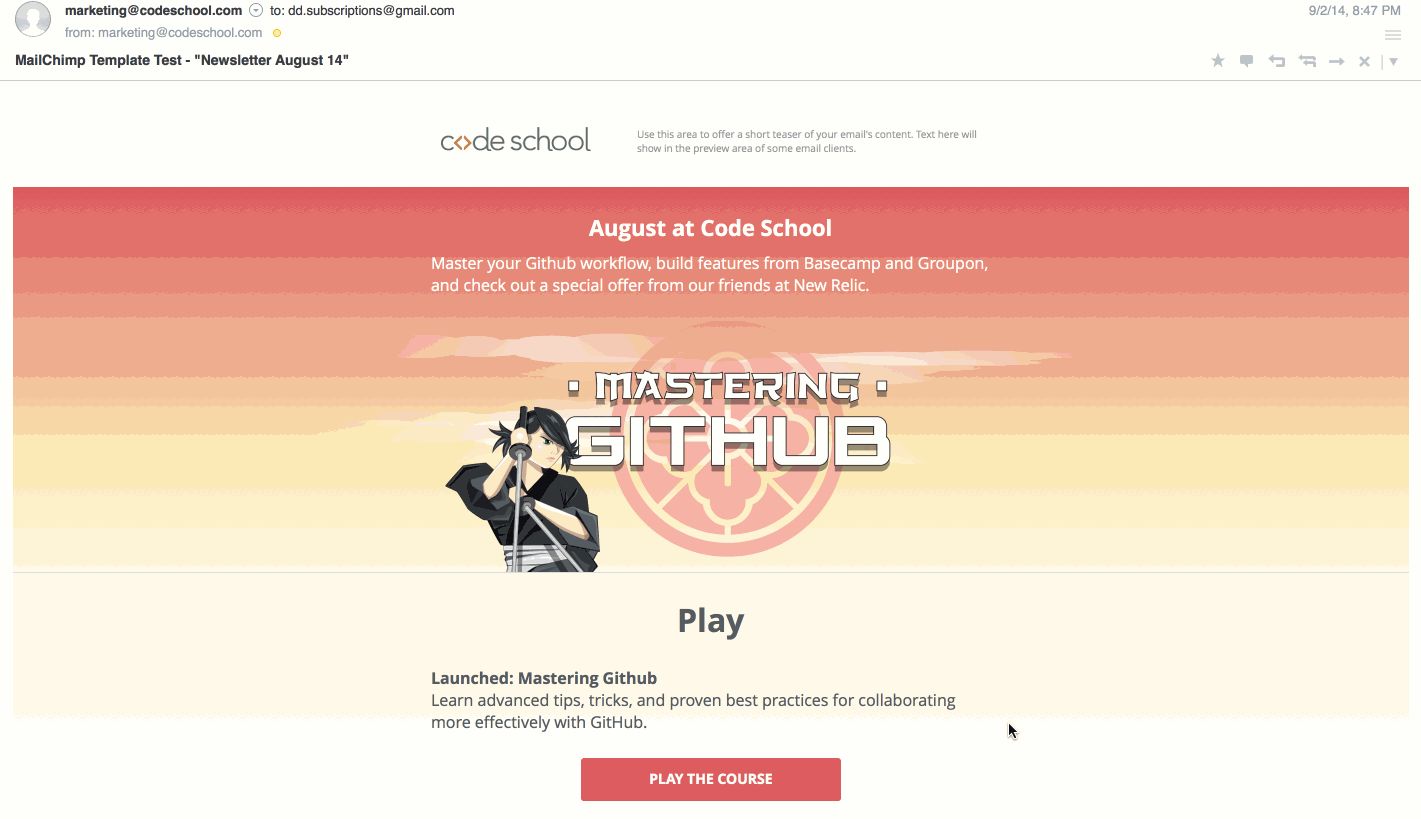 marketing@codeschool.com to: dd.subscriptions@gmail.com
9/2/14, 8:47 PM
from: marketing@codeschool.com
MailChimp Template Test - "Newsletter August 14"
c<>de school
Use this area to offer a short teaser of your email's content. Text here will
show in the preview area of some email clients.
August at Code School
Master your Github workflow, build features from Basecamp and Groupon,
and check out a special offer from our friends at New Relic.
· MASTERING ·
GITHUB
Play
Launched: Mastering Github
Learn advanced tips, tricks, and proven best practices for collaborating
more effectively with GitHub.
PLAY THE COURSE